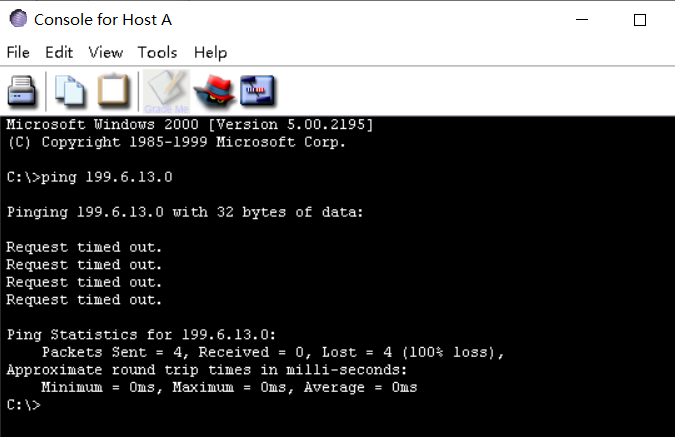 Console for Host A
File Edit View Tools Help
Grade Me
Microsoft Windows 2000 [Version 5.00.2195]
(C) Copyright 1985-1999 Microsoft Corp.
C:\>ping 199.6.13.0
Pinging 199.6.13.0 with 32 bytes of data:
Request timed out.
Request timed out.
Request timed out.
Request timed out.
Ping Statistics for 199.6.13.0:
Packets Sent = 4, Received = 0, Lost = 4 (100% loss),
Approximate round trip times in milli-seconds:
Minimum = 0ms, Maximum = 0ms, Average = 0ms
C:\>